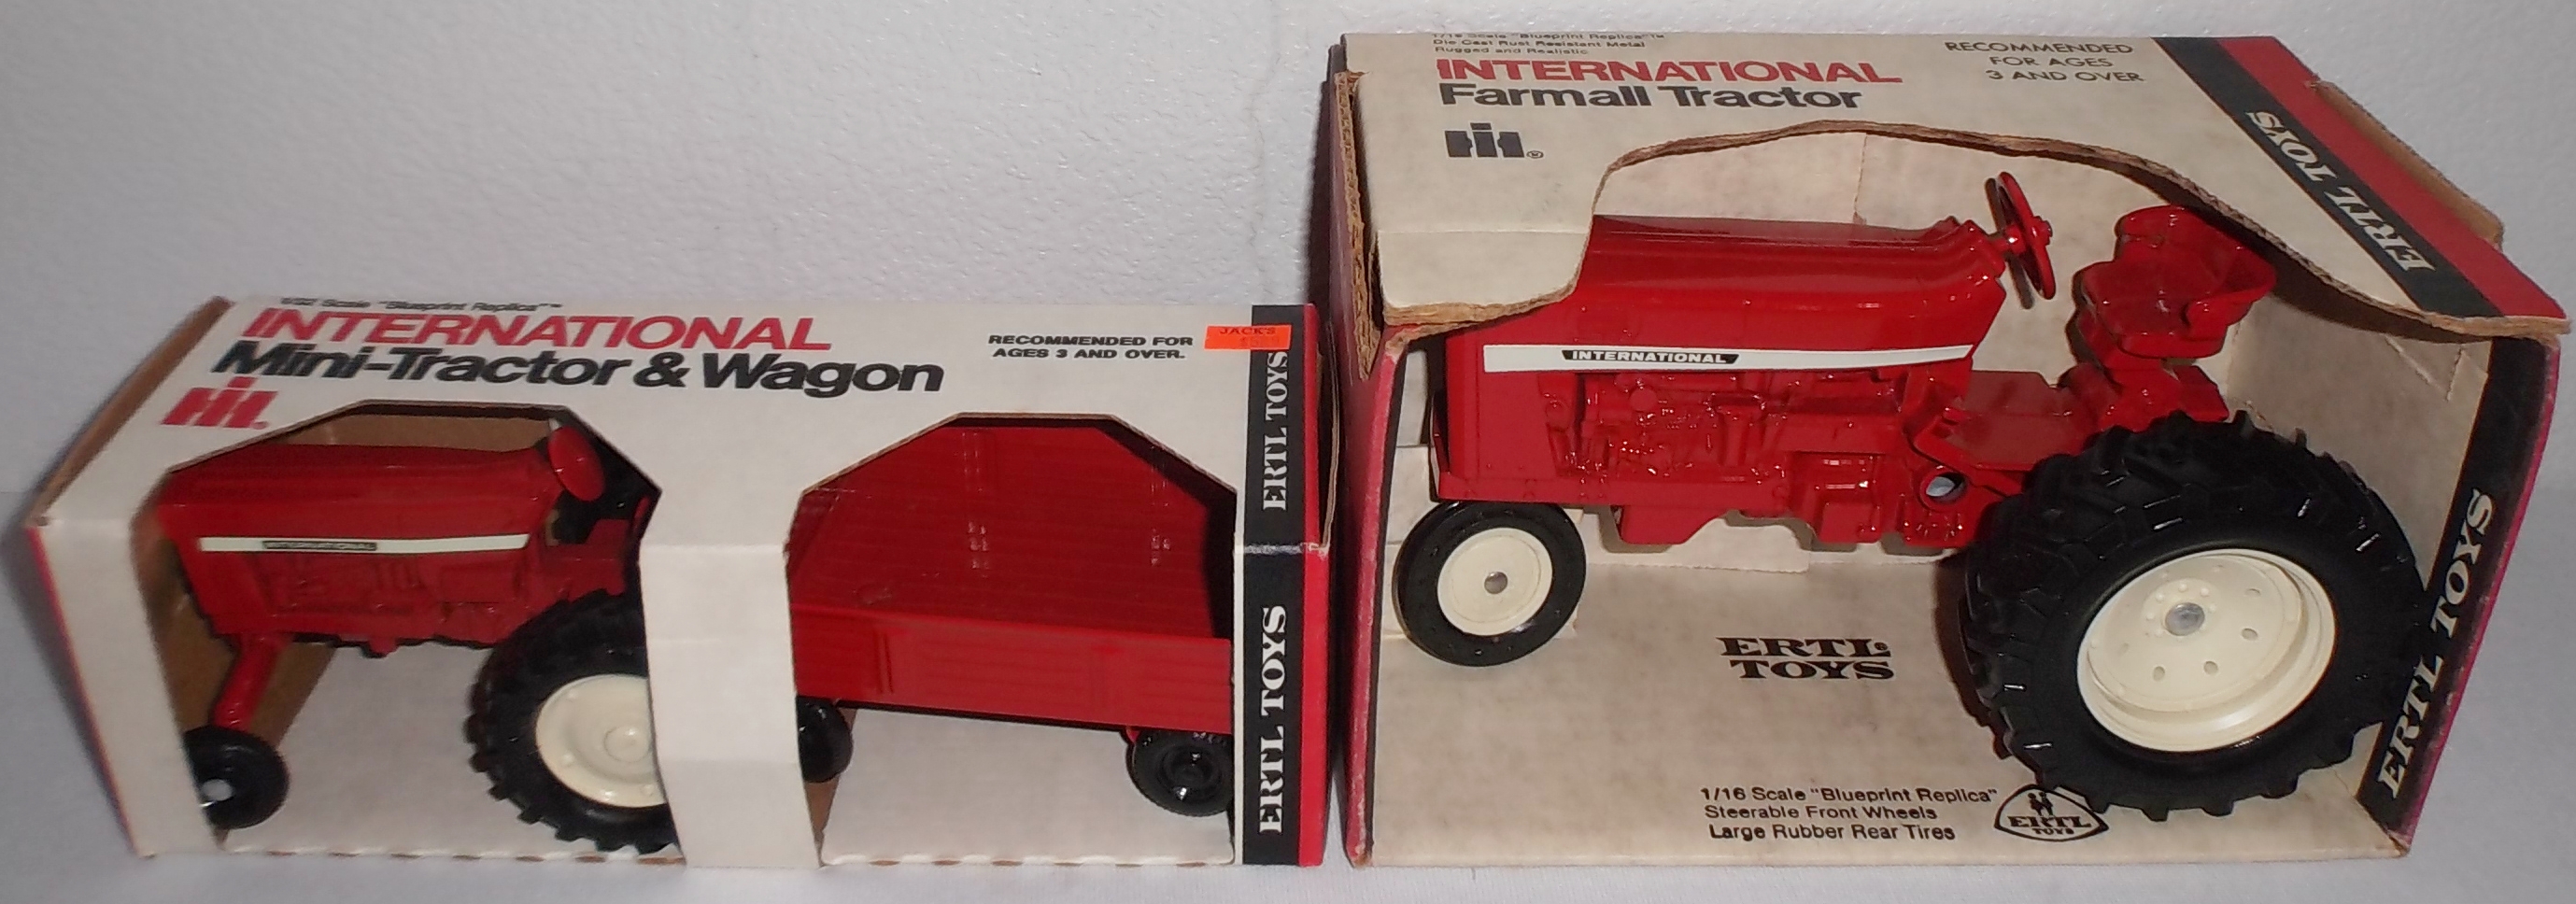 1/32 Scale "Blueprint Replica"™
INTERNATIONAL
Mini-Tractor & Wagon
IH.
RECOMMENDED FOR
AGES 3 AND OVER.
JACK'S
ERTL TOYS
ERTL TOYS
INTERNATIONAL
1/16 Scale "Blueprint Replica"™
Die Cast Rust Resistant Metal
Rugged and Realistic
INTERNATIONAL
Farmall Tractor
IH®
RECOMMENDED
FOR AGES
3 AND OVER
ERTL TOYS
INTERNATIONAL
ERTL®
TOYS
ERTL TOYS
1/16 Scale "Blueprint Replica"
Steerable Front Wheels
Large Rubber Rear Tires
ERTL
TOYS